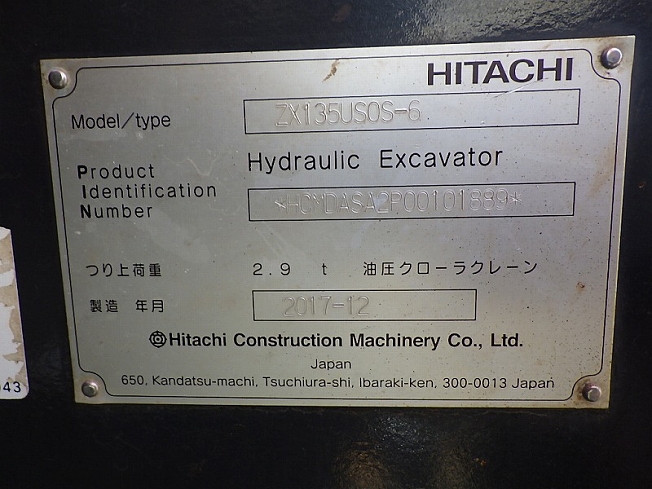 HITACHI
Model/type ZX135USOS-6
Hydraulic Excavator
Product
Identification
Number
*HCMDASA2P00101889*
つり上荷重 2.9 t 油圧クローラクレーン
製造 年月 2017-12
Hitachi Construction Machinery Co., Ltd.
Japan
650, Kandatsu-machi, Tsuchiura-shi, Ibaraki-ken, 300-0013 Japan
043